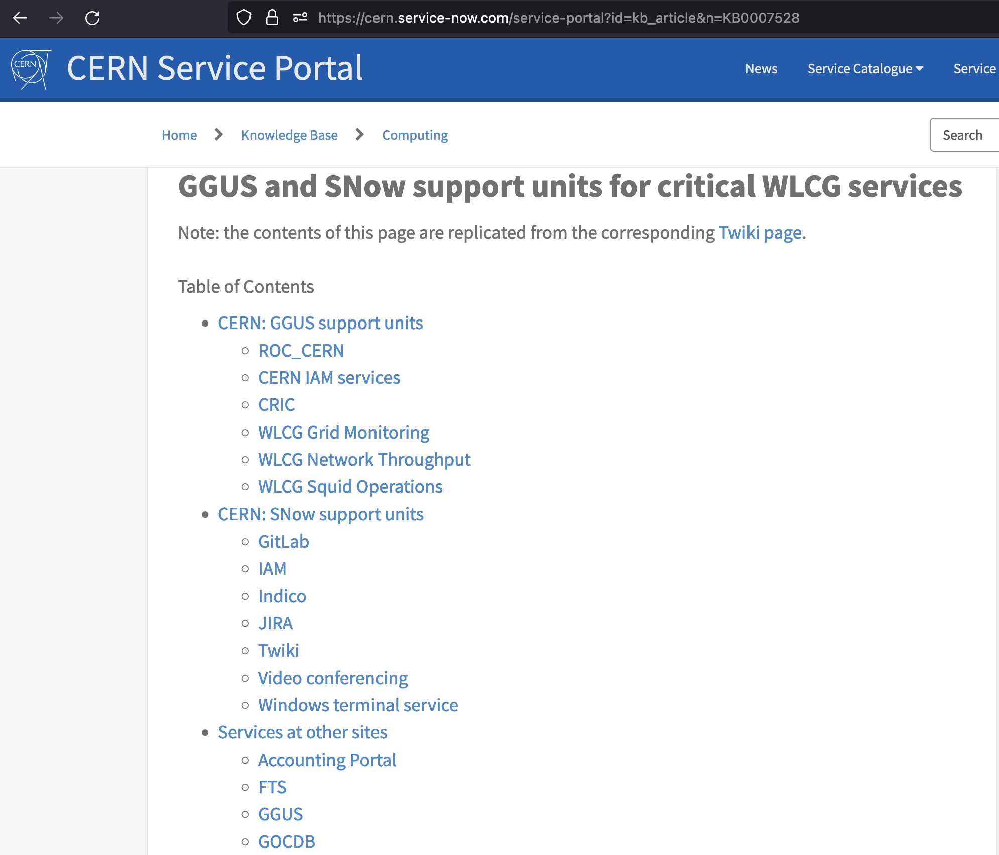 https://cern.service-now.com/service-portal?id=kb_article&n=KB0007528
CERN
CERN Service Portal
News
Service Catalogue
Service
Home
Knowledge Base
Computing
Search
GGUS and SNow support units for critical WLCG services
Note: the contents of this page are replicated from the corresponding Twiki page.
Table of Contents
CERN: GGUS support units
ROC_CERN
CERN IAM services
CRIC
WLCG Grid Monitoring
WLCG Network Throughput
WLCG Squid Operations
CERN: SNow support units
GitLab
IAM
Indico
JIRA
Twiki
Video conferencing
Windows terminal service
Services at other sites
Accounting Portal
FTS
GGUS
GOCDB